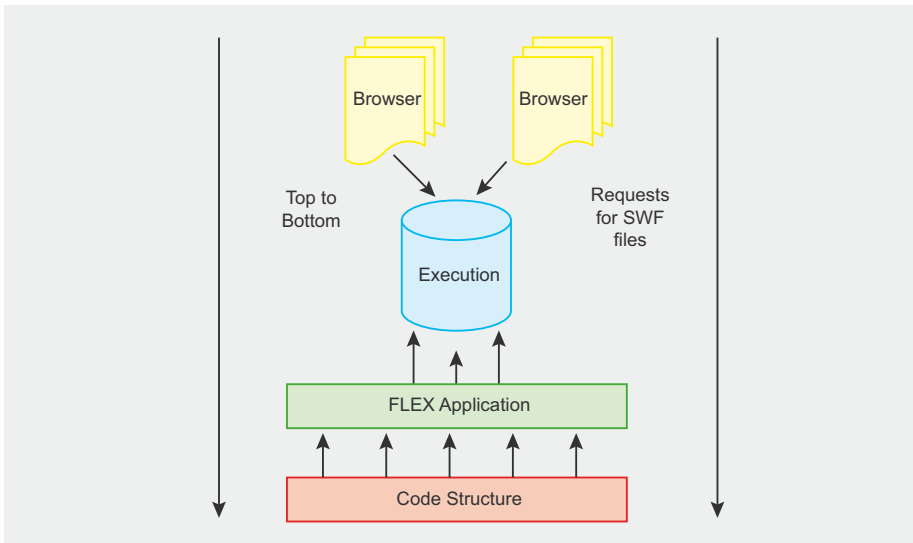 Browser
Browser
Top to
Bottom
Requests
for SWF
files
Execution
FLEX Application
Code Structure